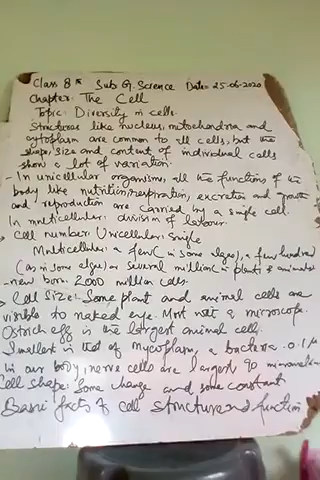 Class 8th Sub G. Science Date: 25-06-2020
Chapter: The Cell
Topic: Diversity in cells.
Structures like nucleus, mitochondria and
cytoplasm are common to all cells, but the
shape, size and content of individual cells
show a lot of variation.
- In unicellular organisms, all the functions of the
body like nutrition, respiration, excretion and growth
and reproduction are carried by a single cell.
In multicellular: division of labour.
> Cell number: Unicellular: Single
Multicellular: a few (in some algae), a few hundred
(as in some algae) or several million in plants & animals
- new born: 2000 million cells.
> Cell Size: Some plant and animal cells are
visible to naked eye. Most need a microscope.
Ostrich egg is the largest animal cell.
Smallest is that of mycoplasm, a bacteria. 0.1 μ
In our body, nerve cells are largest 90
Cell shape: Some change and some constant
Basic facts of cell structure and function